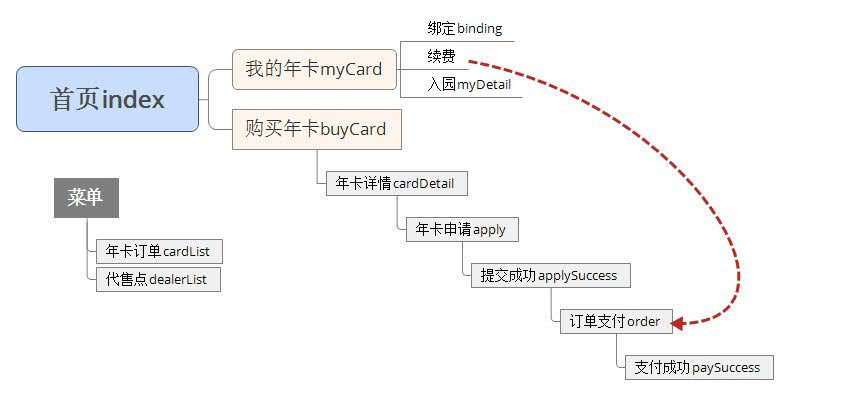 首页index
我的年卡myCard
绑定binding
续费
入园myDetail
购买年卡buyCard
年卡详情cardDetail
年卡申请apply
提交成功applySuccess
订单支付order
支付成功paySuccess
菜单
年卡订单cardList
代售点dealerList